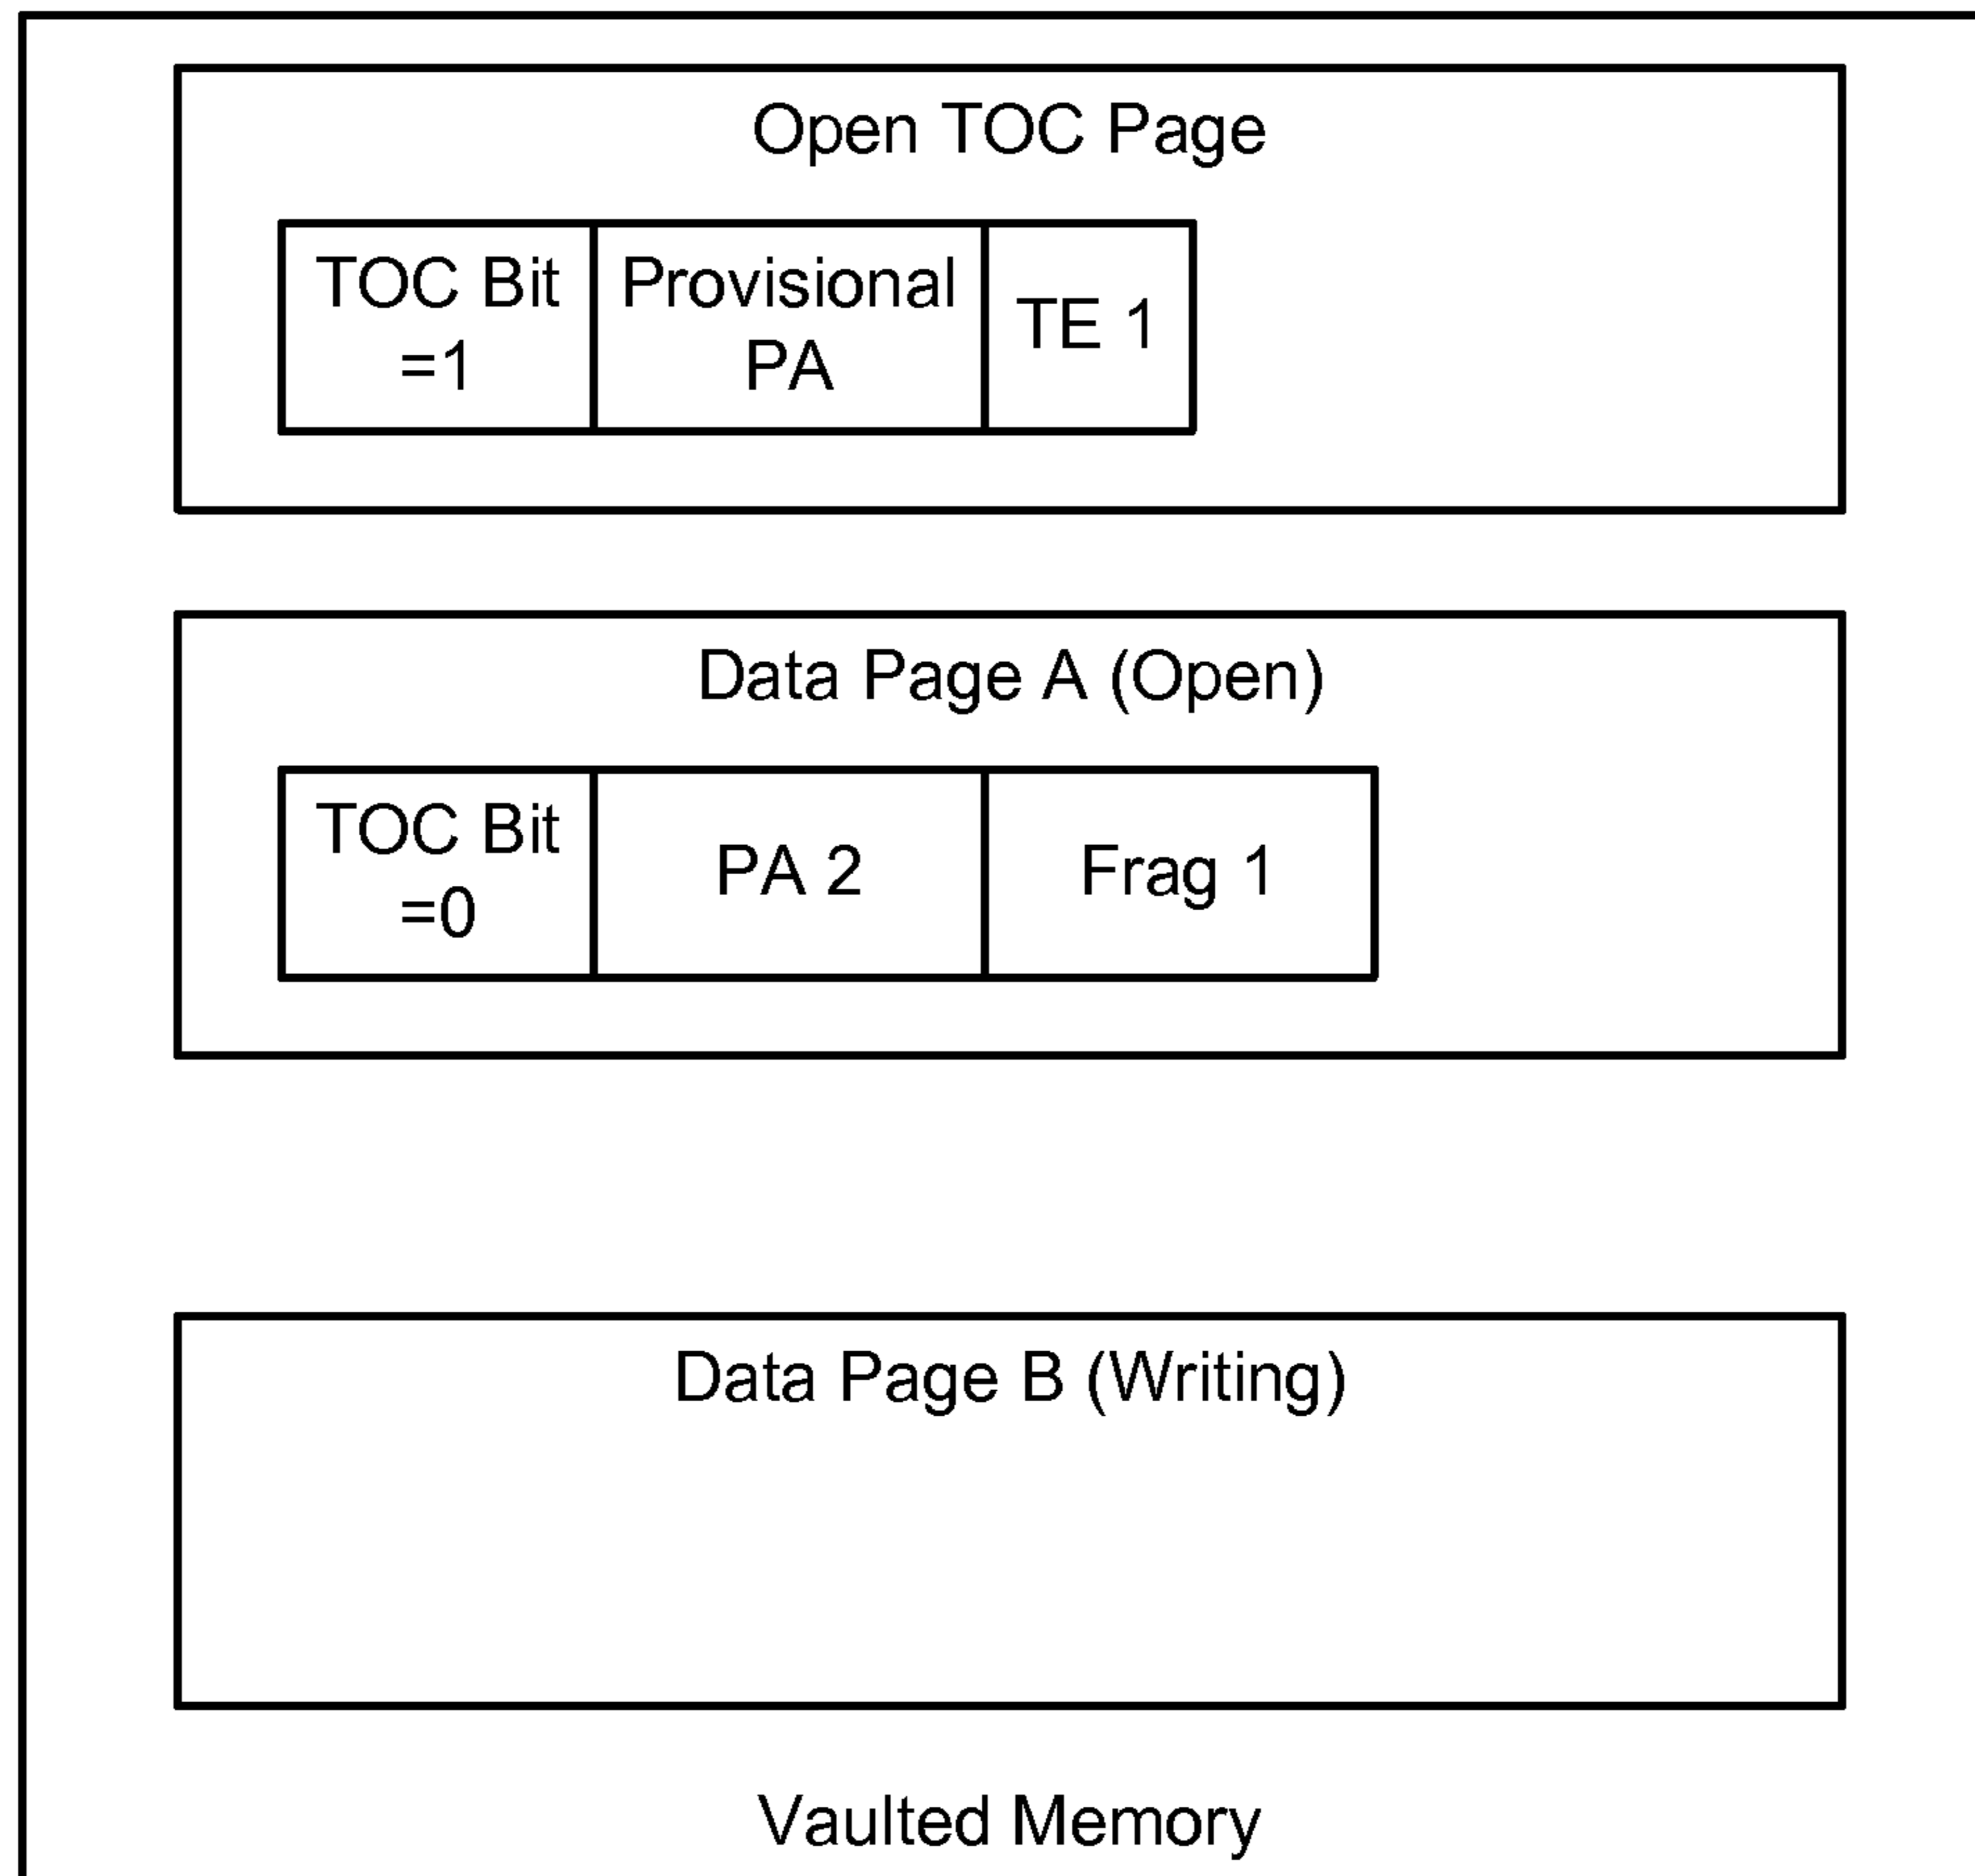 Open TOC Page
TOC Bit
=1
Provisional
PA
TE 1
Data Page A (Open)
TOC Bit
=0
PA 2
Frag 1
Data Page B (Writing)
Vaulted Memory